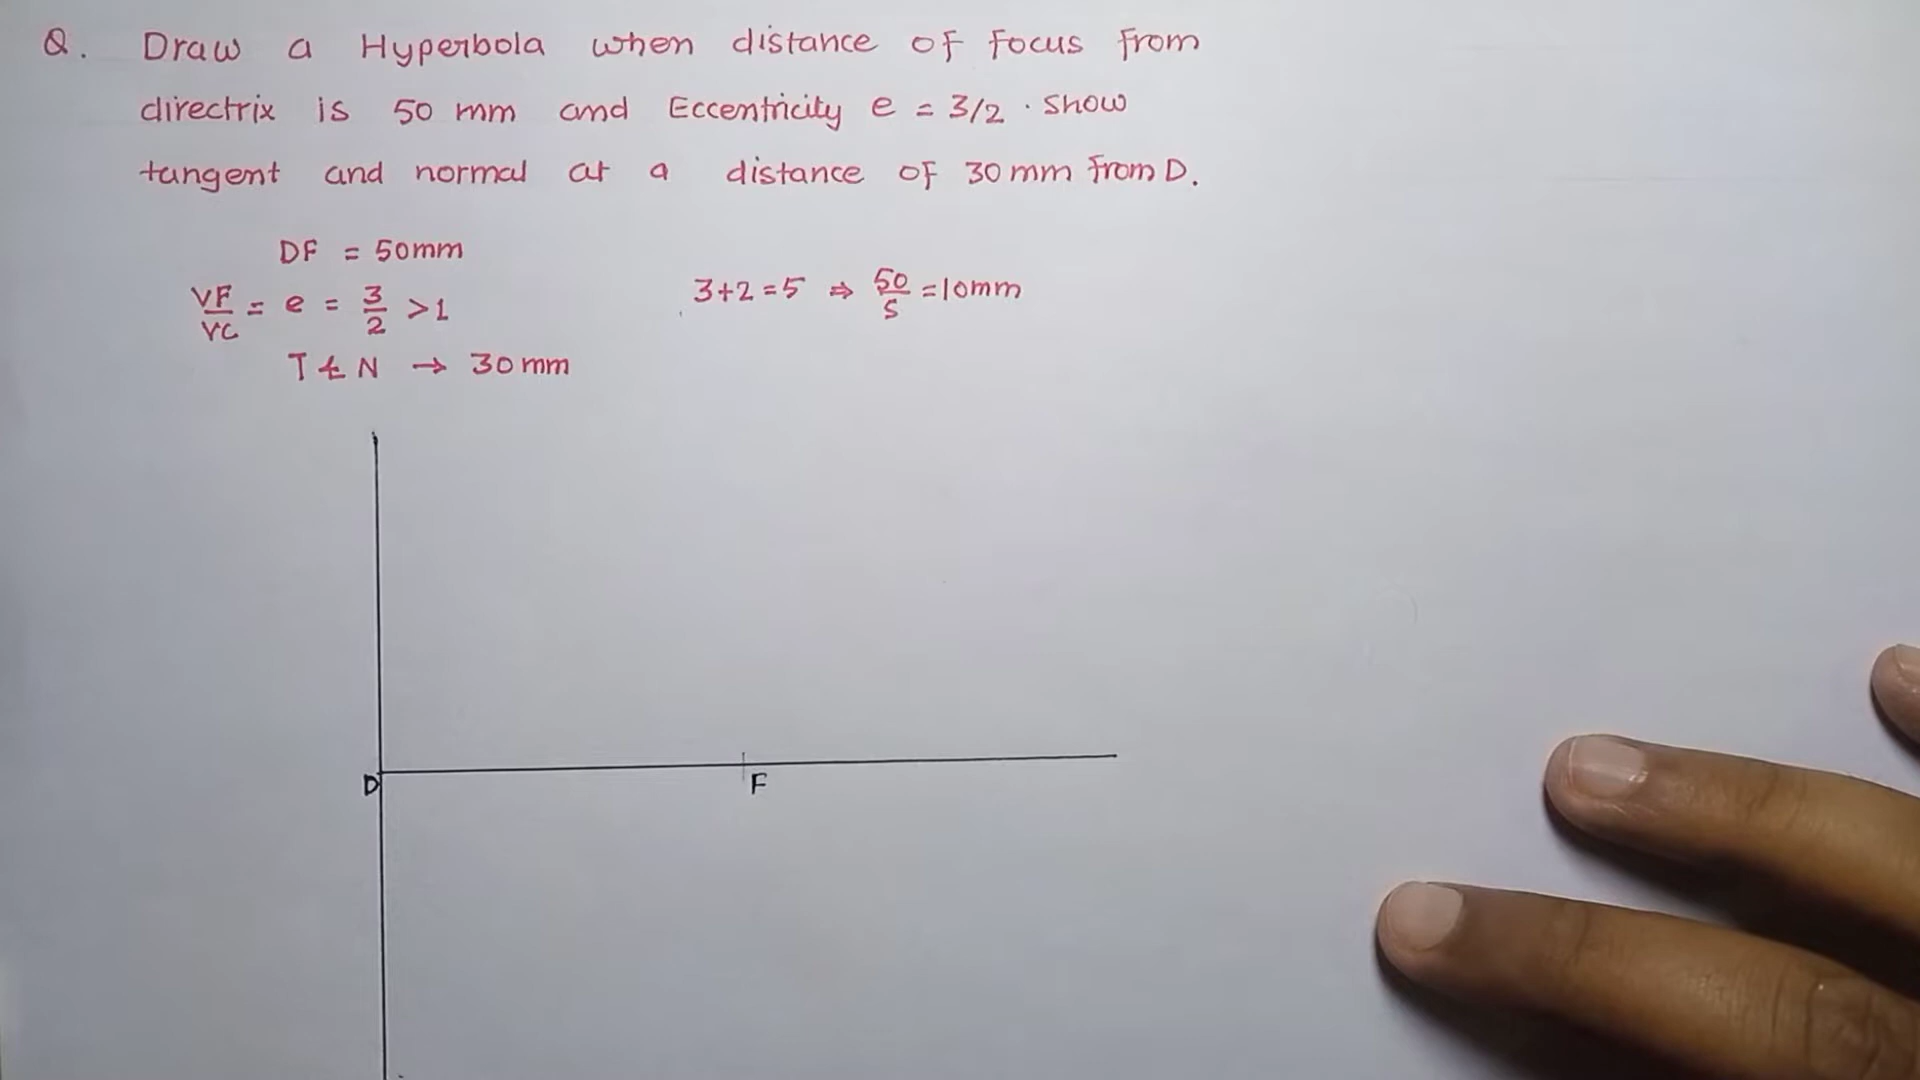 Q. Draw a Hyperbola when distance of focus from
directrix is 50 mm and Eccentricity e = 3/2 . show
tangent and normal at a distance of 30 mm from D.
DF = 50mm
VF/VC = e = 3/2 > 1
3+2=5 ⇒ 50/5 = 10mm
T & N → 30 mm
D
F